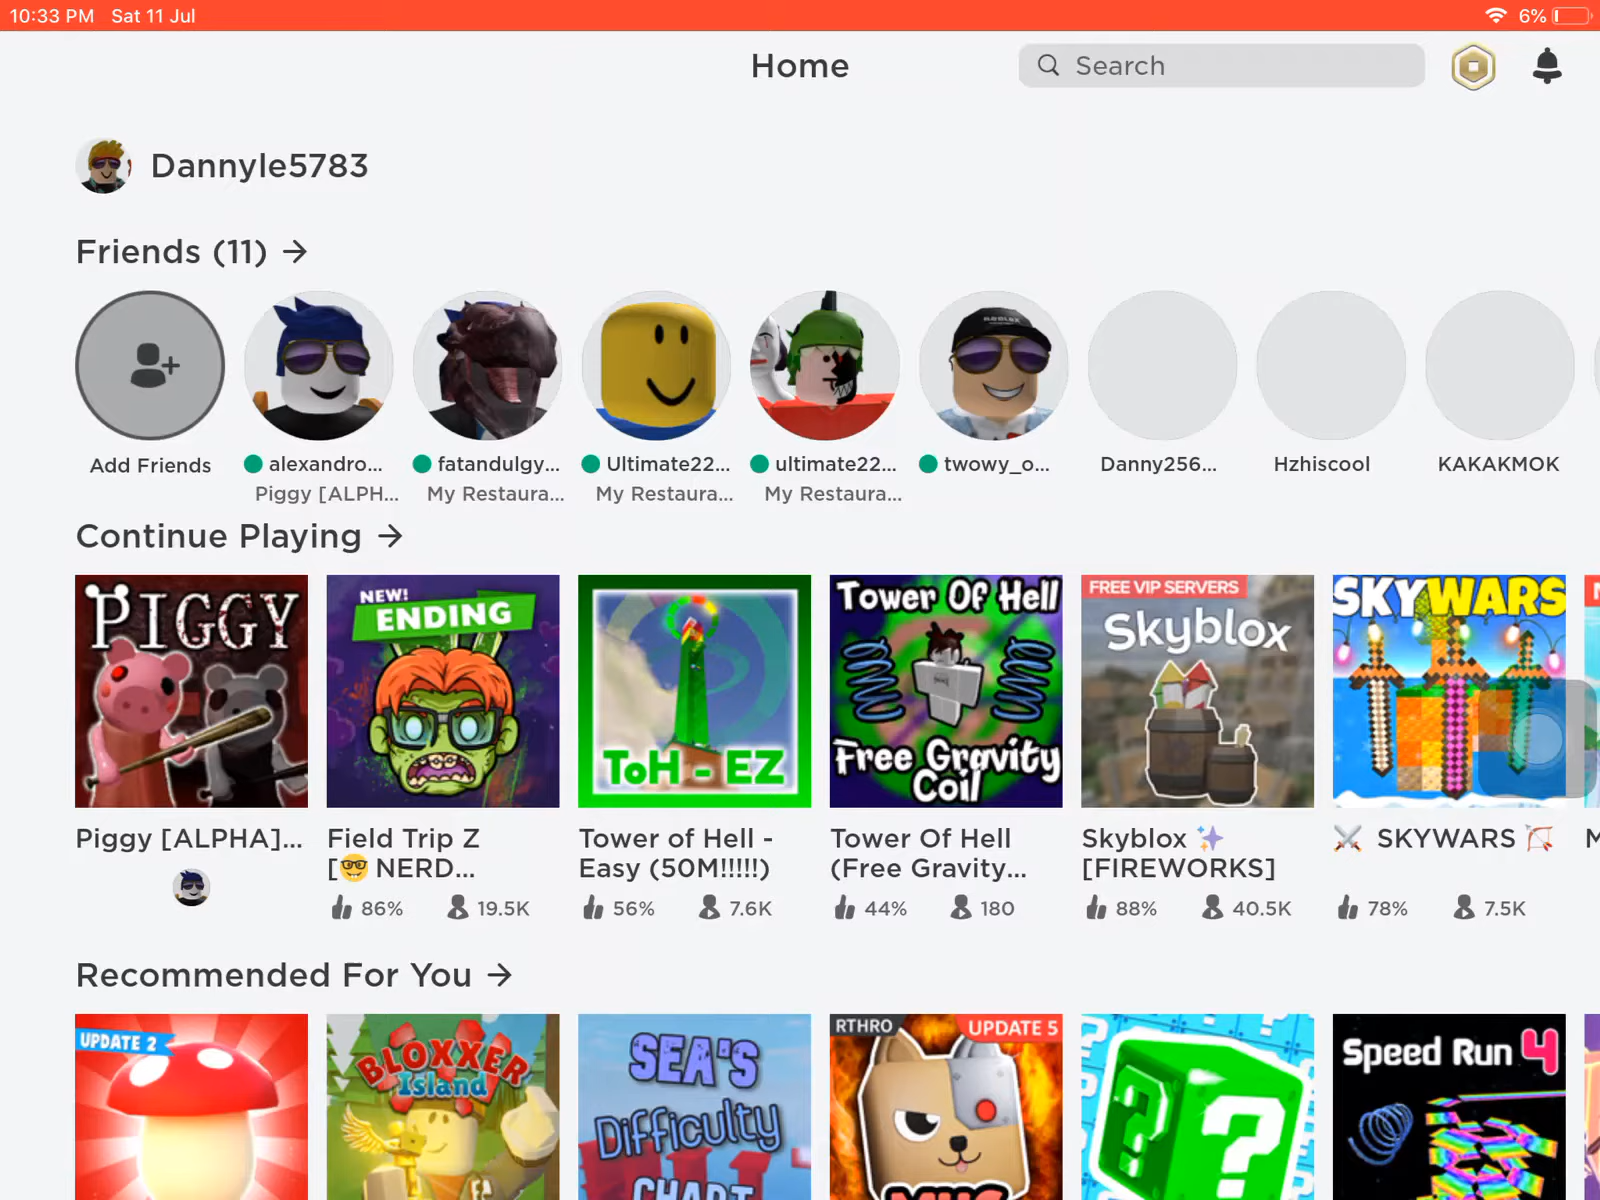 10:33 PM Sat 11 Jul 6%
Home
Search
Dannyle5783
Friends (11) →
Add Friends
alexandro...
Piggy [ALPH...
fatandulgy...
My Restaura...
Ultimate22...
My Restaura...
ultimate22...
My Restaura...
twowy_o...
Danny256...
Hzhiscool
KAKAKMOK
Continue Playing →
PIGGY
NEW!
ENDING
ToH - EZ
Tower Of Hell
Free Gravity
Coil
FREE VIP SERVERS
Skyblox
SKYWARS
Piggy [ALPHA]...
Field Trip Z
[🤓 NERD...
86% 19.5K
Tower of Hell -
Easy (50M!!!!!)
56% 7.6K
Tower Of Hell
(Free Gravity...
44% 180
Skyblox ✨
[FIREWORKS]
88% 40.5K
⚔️ SKYWARS 🏹
78% 7.5K
Recommended For You →
UPDATE 2
BLOXXER
Island
SEA'S
Difficulty
CHART
RTHRO
UPDATE 5
Speed Run 4